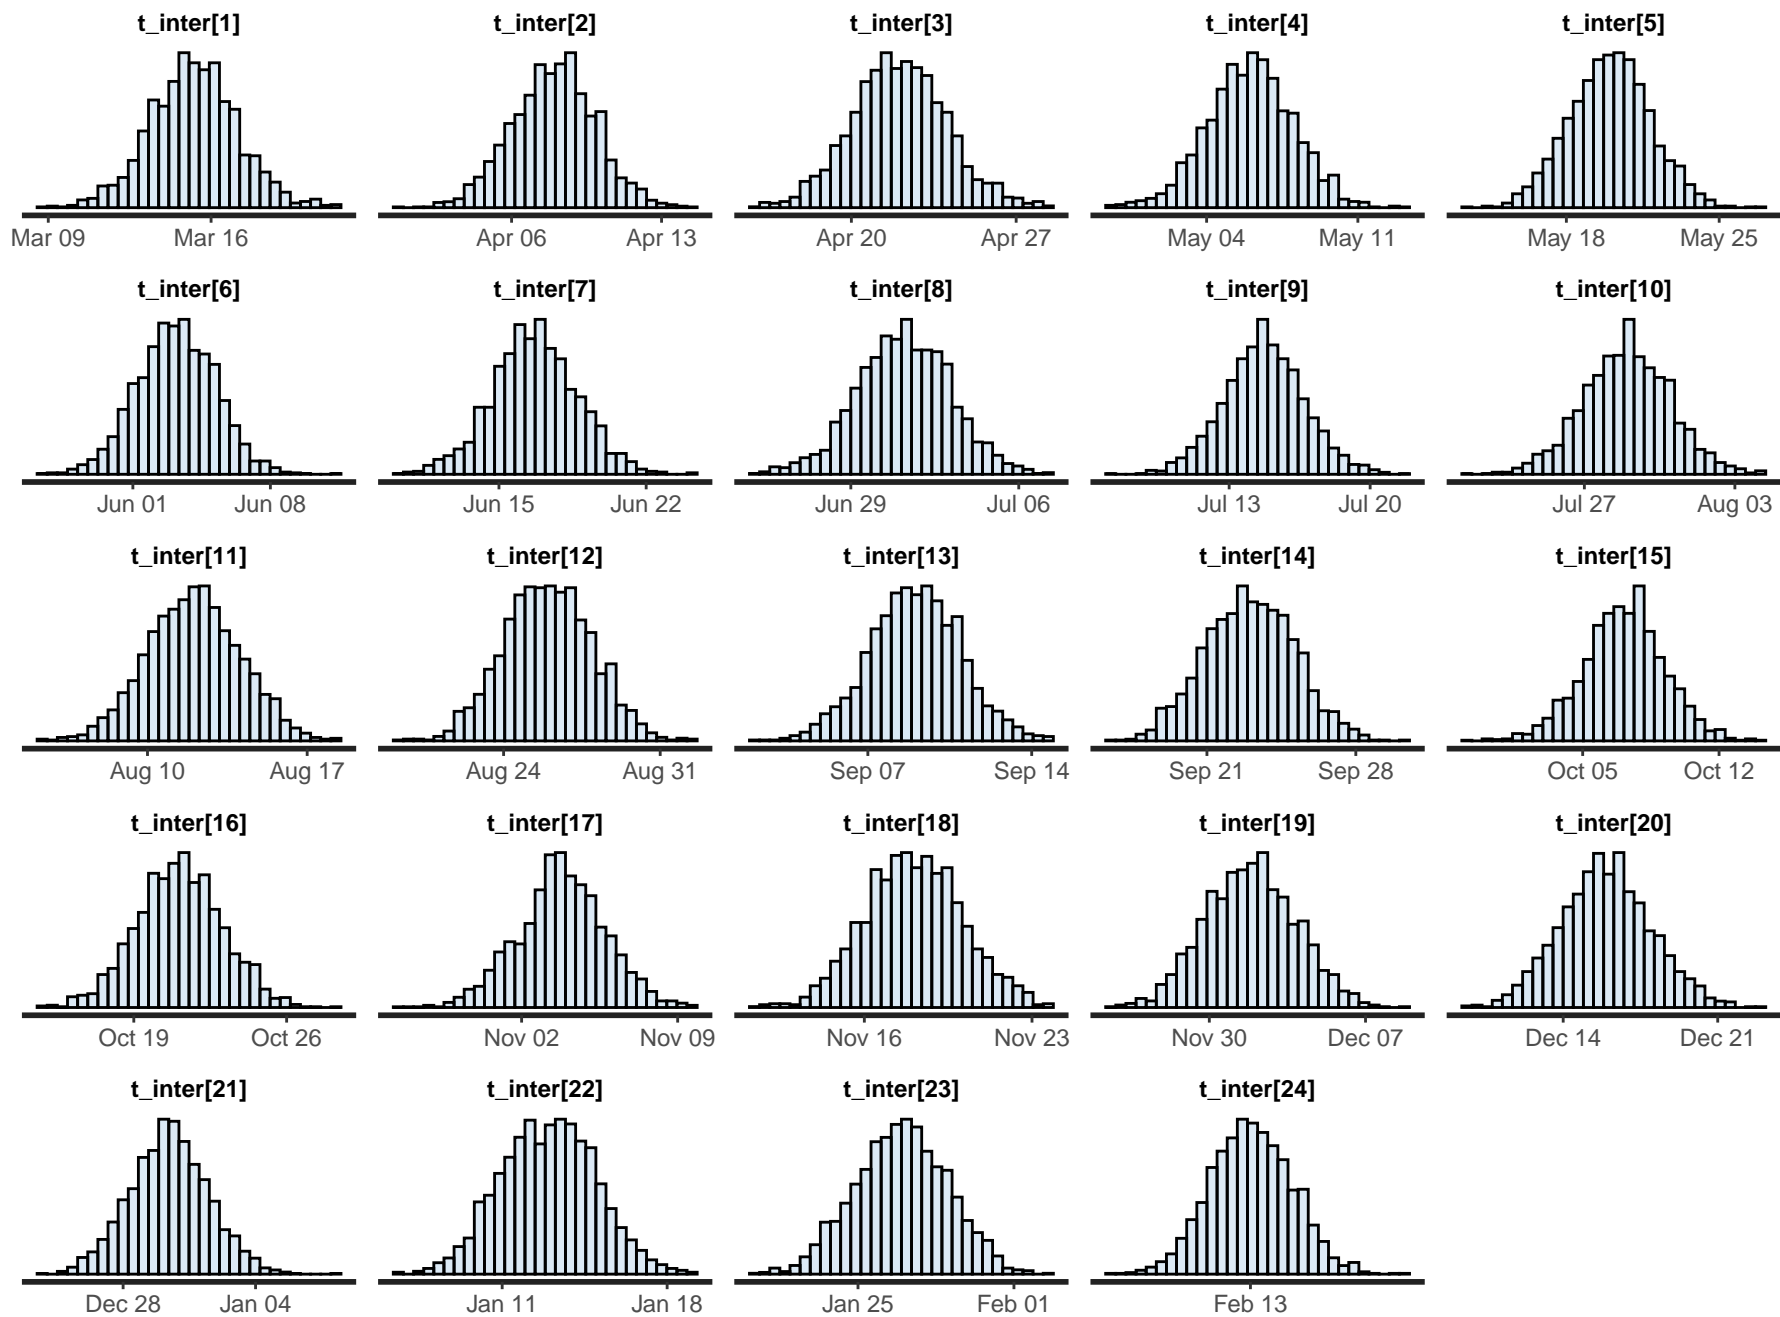 t_inter[1] t_inter[2] t_inter[3] t_inter[4] t_inter[5]
Mar 09 Mar 16 Apr 06 Apr 13 Apr 20 Apr 27 May 04 May 11 May 18 May 25
t_inter[6] t_inter[7] t_inter[8] t_inter[9] t_inter[10]
Jun 01 Jun 08 Jun 15 Jun 22 Jun 29 Jul 06 Jul 13 Jul 20 Jul 27 Aug 03
t_inter[11] t_inter[12] t_inter[13] t_inter[14] t_inter[15]
Aug 10 Aug 17 Aug 24 Aug 31 Sep 07 Sep 14 Sep 21 Sep 28 Oct 05 Oct 12
t_inter[16] t_inter[17] t_inter[18] t_inter[19] t_inter[20]
Oct 19 Oct 26 Nov 02 Nov 09 Nov 16 Nov 23 Nov 30 Dec 07 Dec 14 Dec 21
t_inter[21] t_inter[22] t_inter[23] t_inter[24]
Dec 28 Jan 04 Jan 11 Jan 18 Jan 25 Feb 01 Feb 13